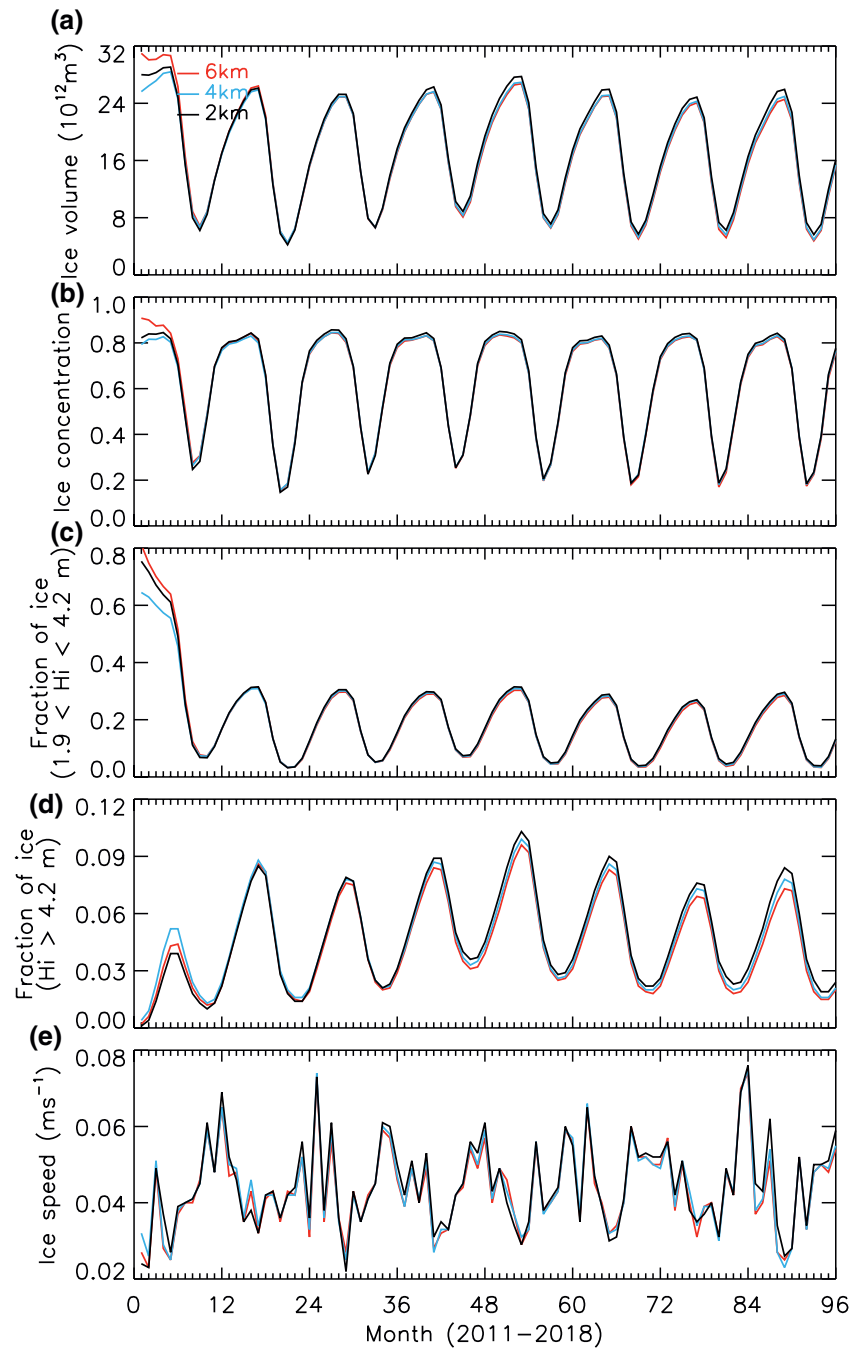 (a)
32
24
16
8
0
Ice volume (10¹²m³)
6km
4km
2km
(b)
1.0
0.8
0.6
0.4
0.2
0.0
Ice concentration
(c)
0.8
0.6
0.4
0.2
0.0
Fraction of ice
(1.9 < Hi < 4.2 m)
(d)
0.12
0.09
0.06
0.03
0.00
Fraction of ice
(Hi > 4.2 m)
(e)
0.08
0.06
0.04
0.02
Ice speed (ms⁻¹)
0 12 24 36 48 60 72 84 96
Month (2011−2018)